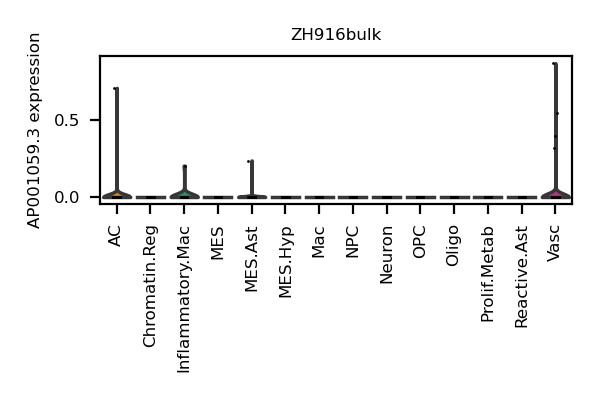 ZH916bulk
AP001059.3 expression
0.5
0.0
AC
Chromatin.Reg
Inflammatory.Mac
MES
MES.Ast
MES.Hyp
Mac
NPC
Neuron
OPC
Oligo
Prolif.Metab
Reactive.Ast
Vasc